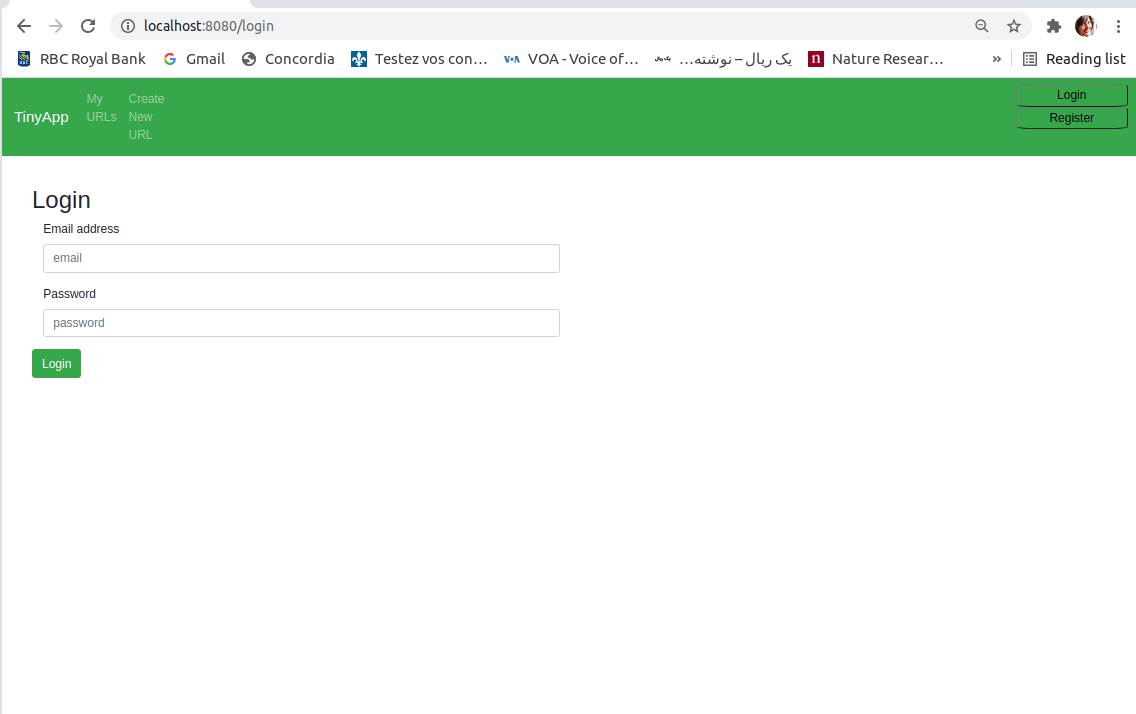 localhost:8080/login
RBC Royal Bank
Gmail
Concordia
Testez vos con...
VOA
VOA - Voice of...
یک ریال – نوشته...
n
Nature Resear...
»
Reading list
TinyApp
My
URLs
Create
New
URL
Login
Register
Login
Email address
email
Password
password
Login